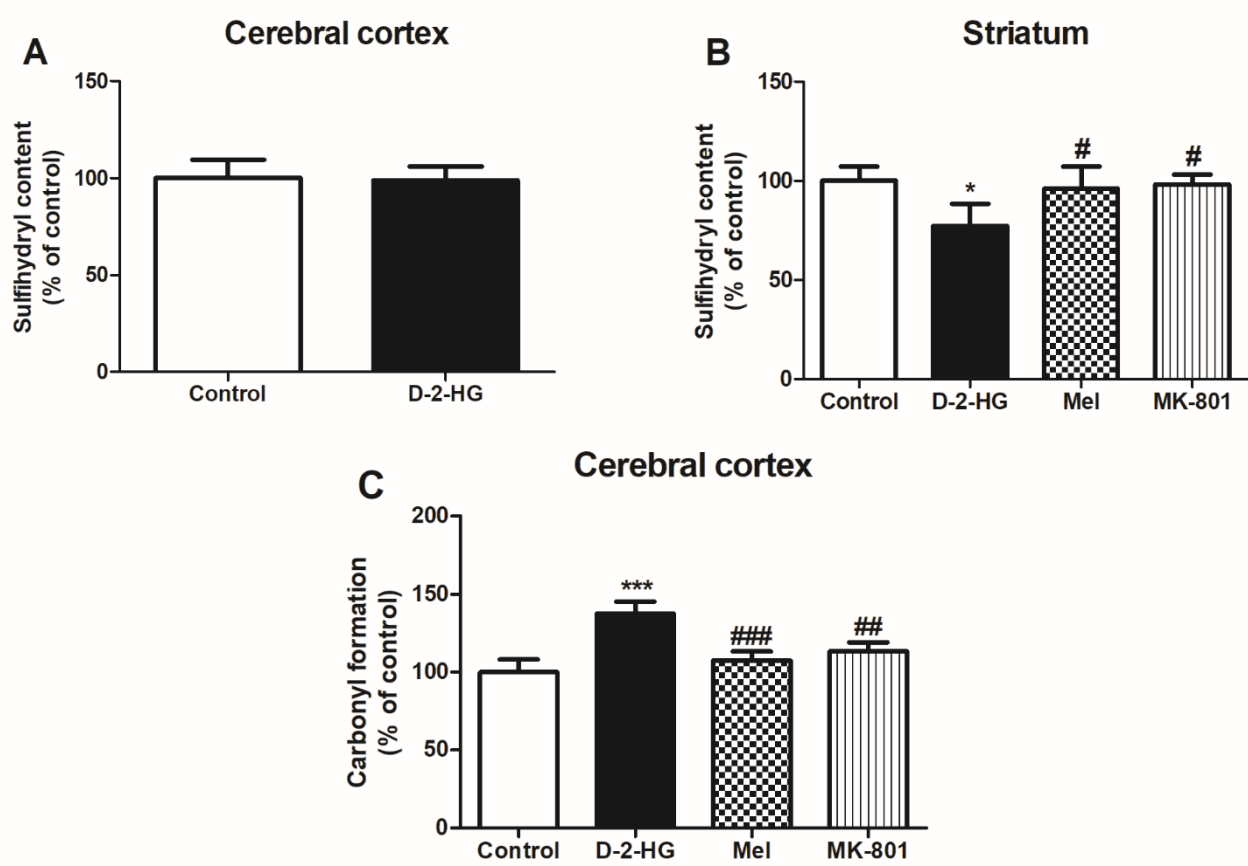 A
Cerebral cortex
Sulfihydryl content
(% of control)
150
100
50
0
Control D-2-HG
B
Striatum
Sulfihydryl content
(% of control)
150
100
50
0
*
#
#
Control D-2-HG Mel MK-801
C
Cerebral cortex
Carbonyl formation
(% of control)
200
150
100
50
0
***
###
##
Control D-2-HG Mel MK-801